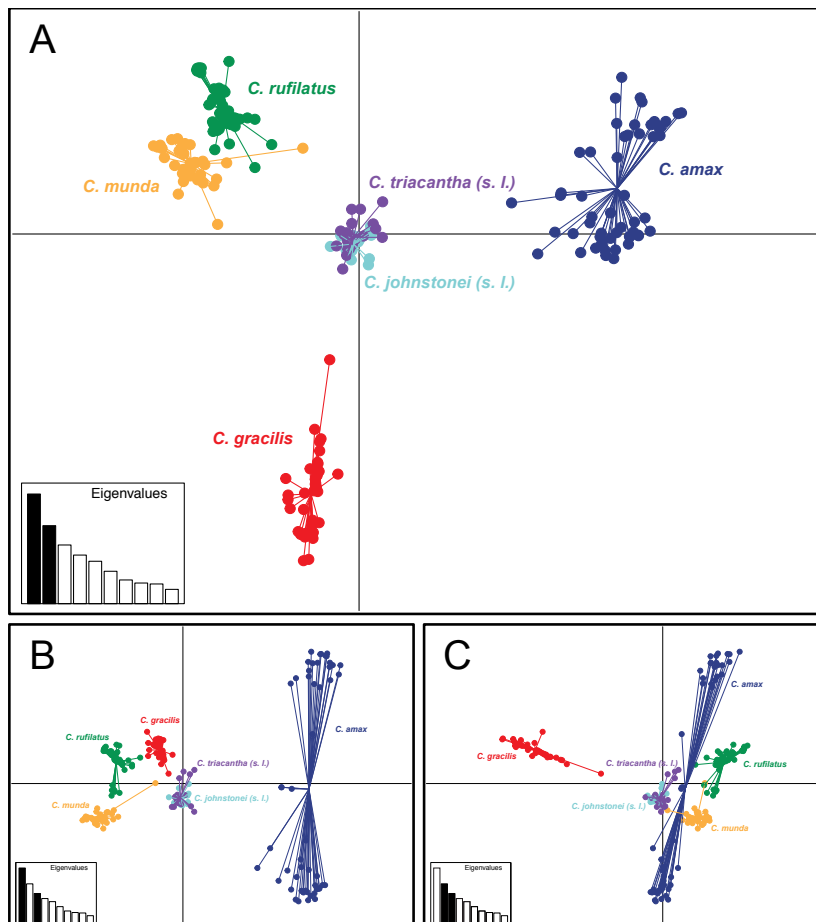 A
C. rufilatus
C. munda
C. triacantha (s. l.)
C. amax
C. johnstonei (s. l.)
C. gracilis
Eigenvalues
B
C. gracilis
C. rufilatus
C. amax
C. triacantha (s. l.)
C. johnstonei (s. l.)
C. munda
Eigenvalues
C
C. amax
C. gracilis
C. triacantha (s. l.)
C. rufilatus
C. johnstonei (s. l.)
C. munda
Eigenvalues